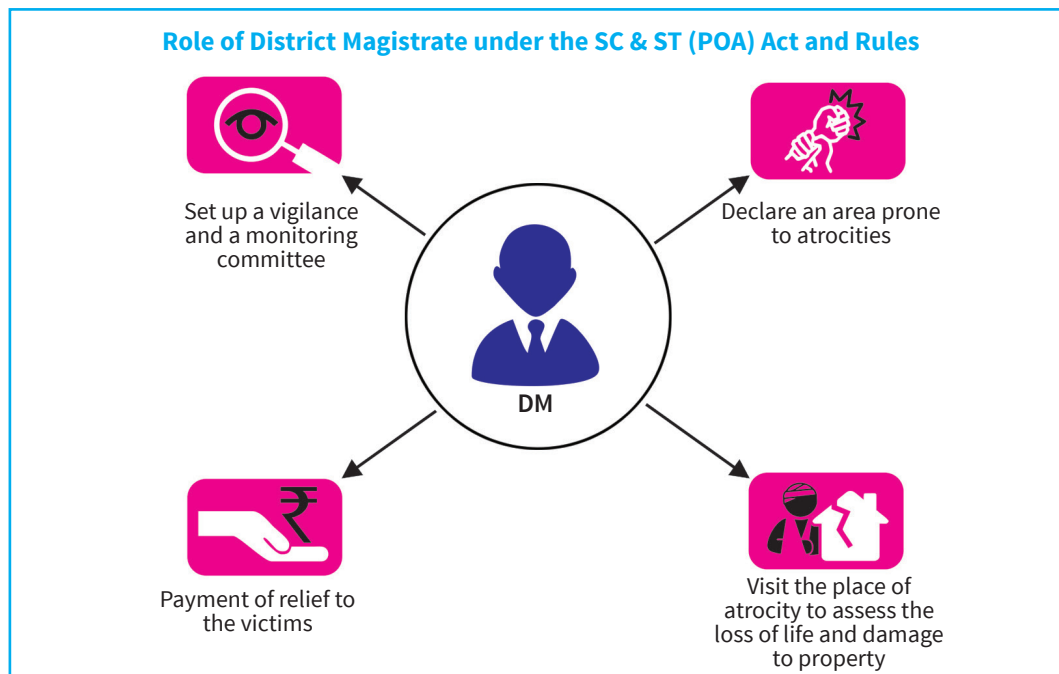 Role of District Magistrate under the SC & ST (POA) Act and Rules
Set up a vigilance
and a monitoring
committee
Declare an area prone
to atrocities
DM
₹
Payment of relief to
the victims
Visit the place of
atrocity to assess the
loss of life and damage
to property